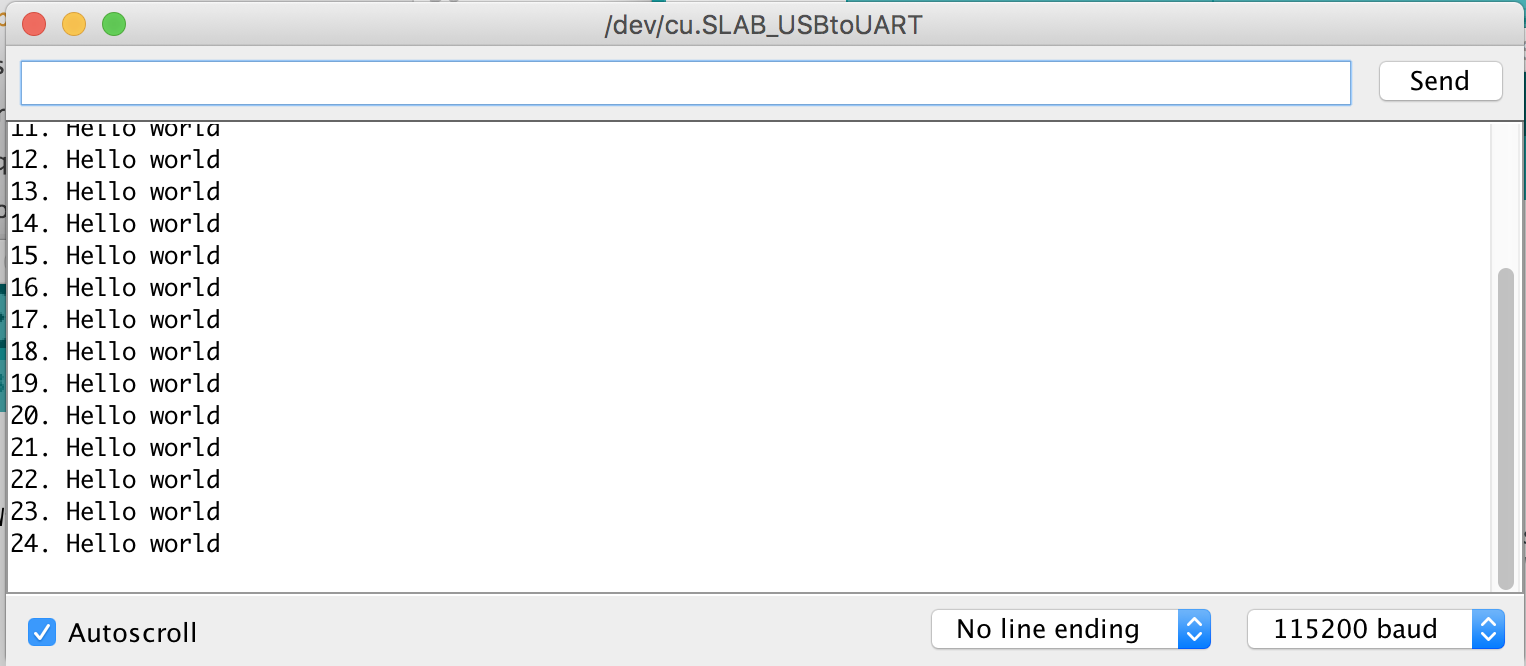 /dev/cu.SLAB_USBtoUART
Send
11. Hello world
12. Hello world
13. Hello world
14. Hello world
15. Hello world
16. Hello world
17. Hello world
18. Hello world
19. Hello world
20. Hello world
21. Hello world
22. Hello world
23. Hello world
24. Hello world
Autoscroll
No line ending
115200 baud